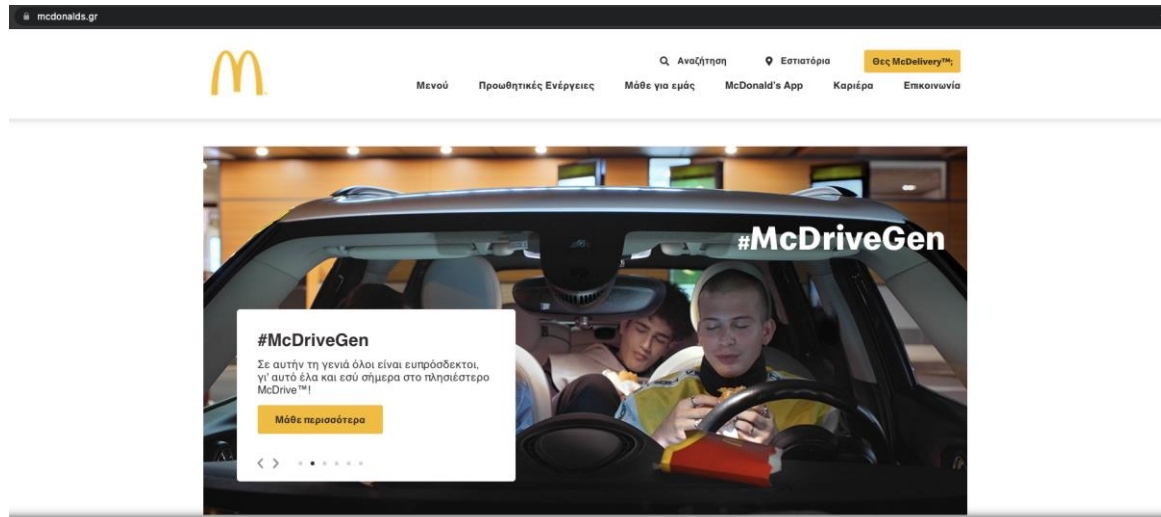 mcdonalds.gr
Αναζήτηση Εστιατόρια Θες McDelivery™;
Μενού Προωθητικές Ενέργειες Μάθε για εμάς McDonald's App Καριέρα Επικοινωνία
#McDriveGen
#McDriveGen
Σε αυτήν τη γενιά όλοι είναι ευπρόσδεκτοι,
γι' αυτό έλα και εσύ σήμερα στο πλησιέστερο
McDrive™!
Μάθε περισσότερα